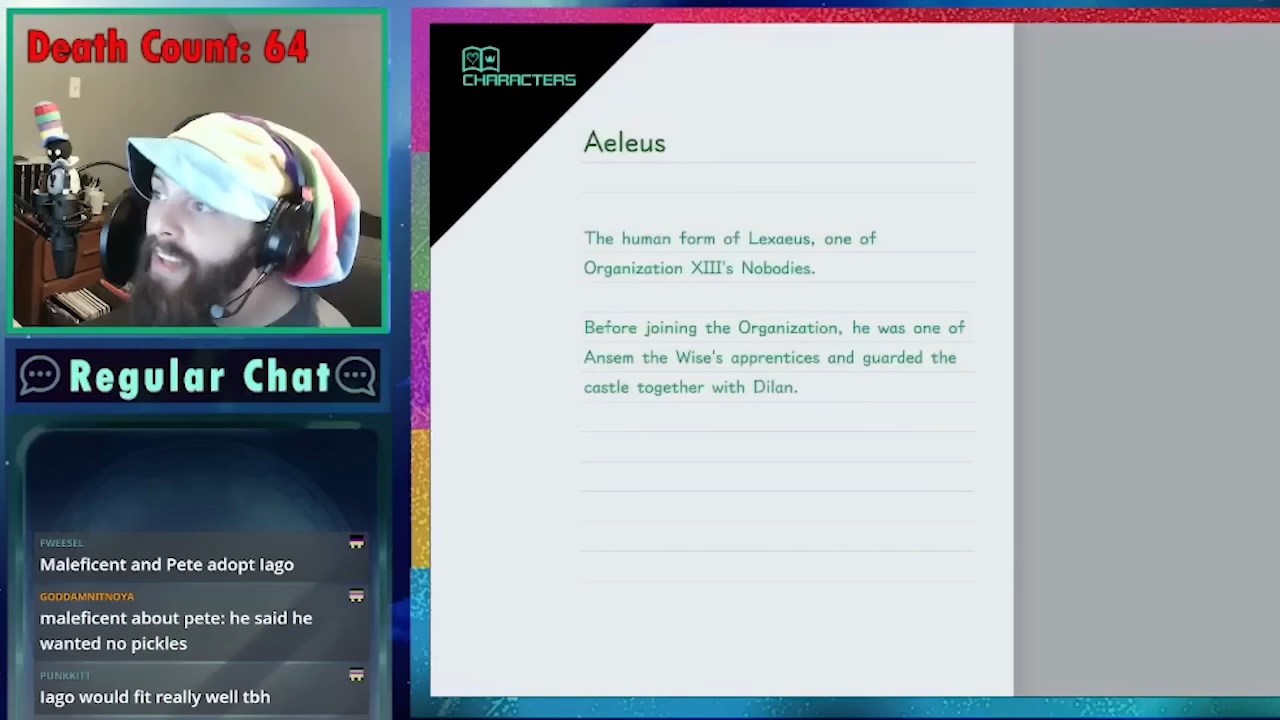 Death Count: 64
CHARACTERS
Aeleus
The human form of Lexaeus, one of
Organization XIII's Nobodies.
Before joining the Organization, he was one of
Ansem the Wise's apprentices and guarded the
castle together with Dilan.
Regular Chat
FWEESEL
Maleficent and Pete adopt Iago
GODDAMNITNOYA
maleficent about pete: he said he
wanted no pickles
PUNKKITT
Iago would fit really well tbh